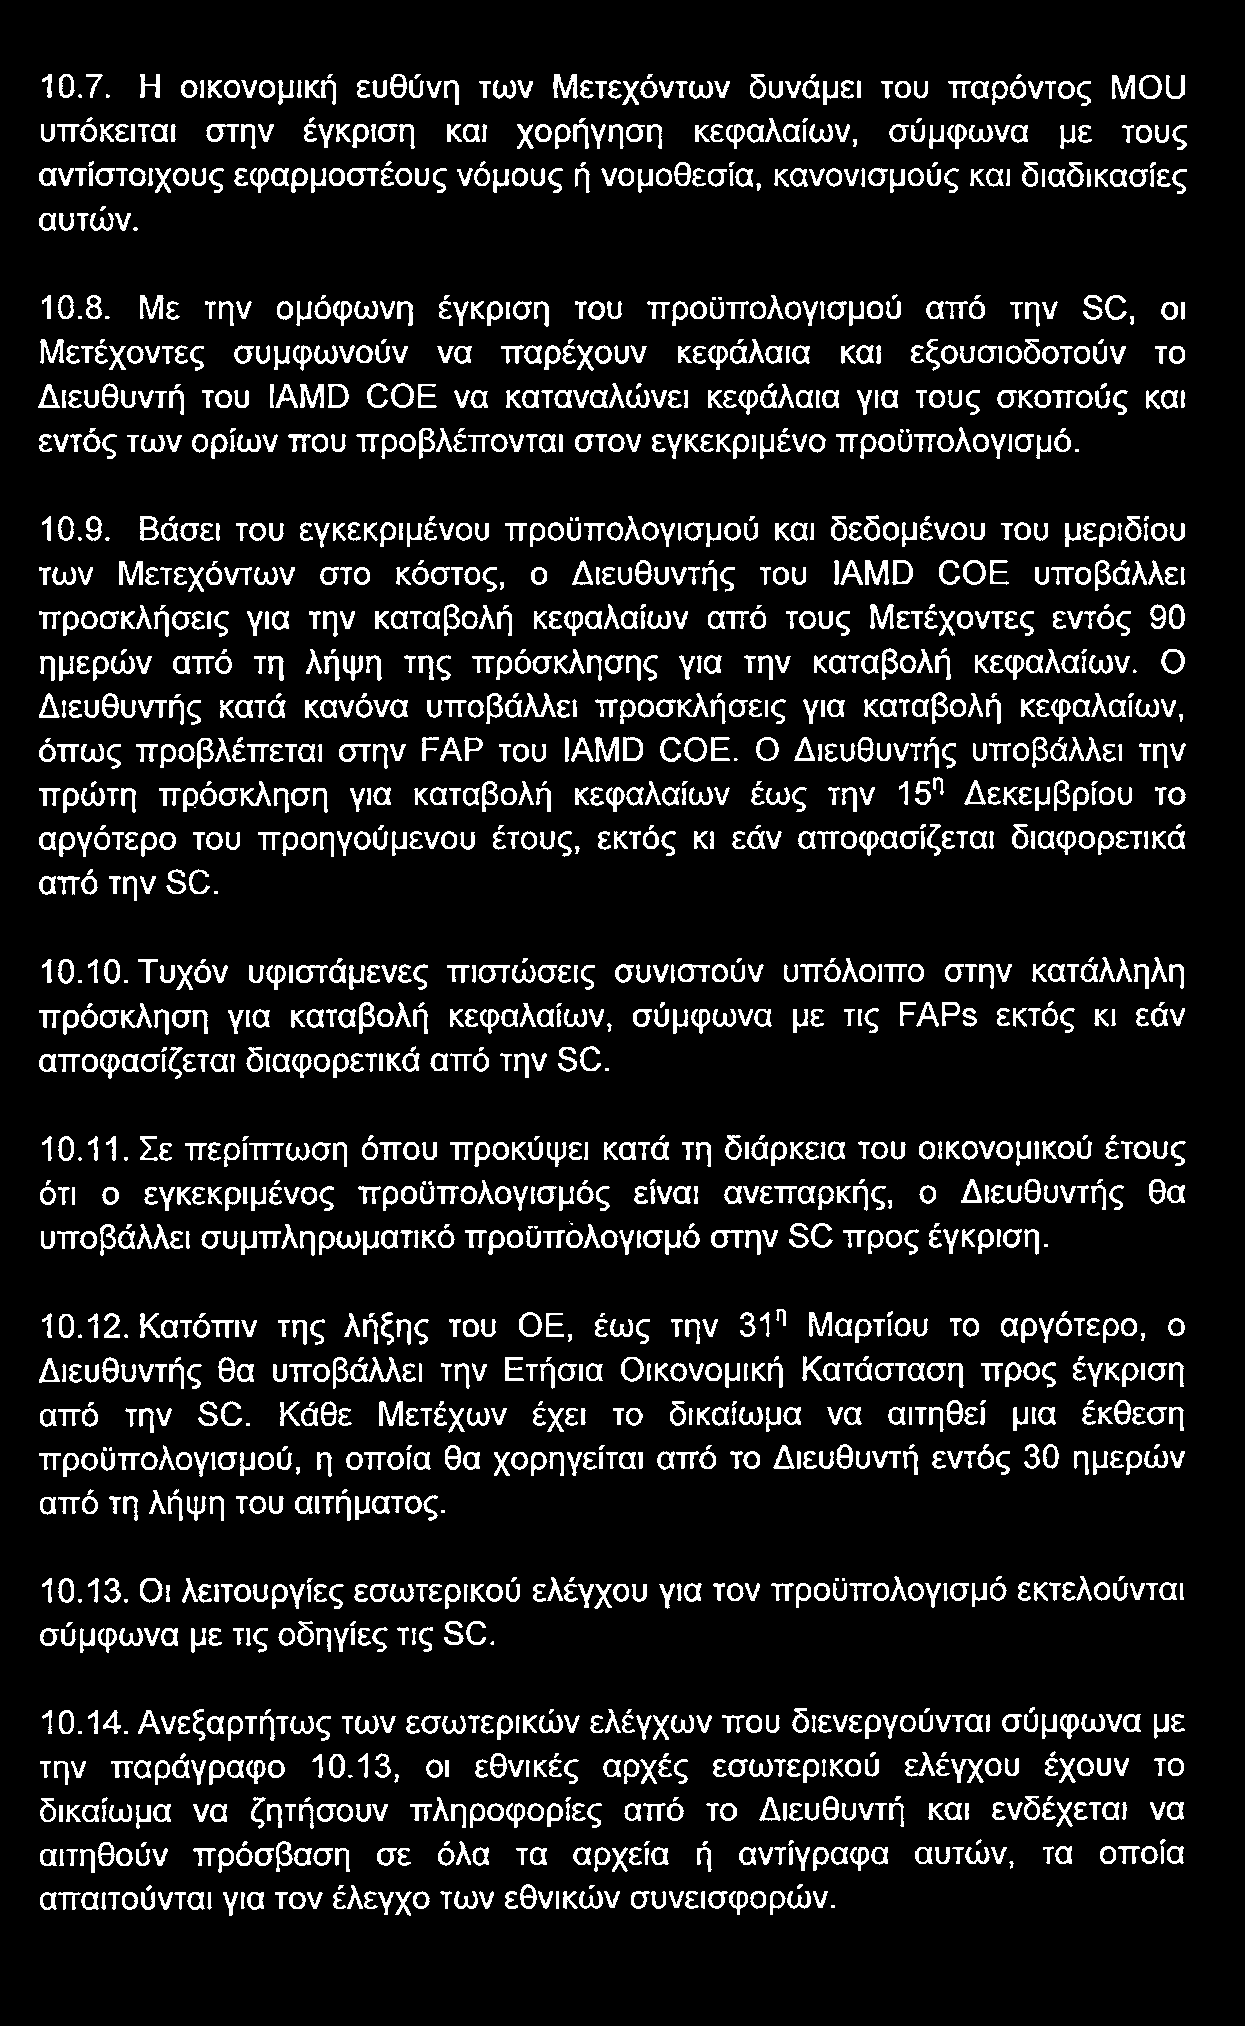 10.7. Η οικονομική ευθύνη των Μετεχόντων δυνάμει του παρόντος MOU
υπόκειται στην έγκριση και χορήγηση κεφαλαίων, σύμφωνα με τους
αντίστοιχους εφαρμοστέους νόμους ή νομοθεσία, κανονισμούς και διαδικασίες
αυτών.
10.8. Με την ομόφωνη έγκριση του προϋπολογισμού από την SC, οι
Μετέχοντες συμφωνούν να παρέχουν κεφάλαια και εξουσιοδοτούν το
Διευθυντή του IAMD COE να καταναλώνει κεφάλαια για τους σκοπούς και
εντός των ορίων που προβλέπονται στον εγκεκριμένο προϋπολογισμό.
10.9. Βάσει του εγκεκριμένου προϋπολογισμού και δεδομένου του μεριδίου
των Μετεχόντων στο κόστος, ο Διευθυντής του IAMD COE υποβάλλει
προσκλήσεις για την καταβολή κεφαλαίων από τους Μετέχοντες εντός 90
ημερών από τη λήψη της πρόσκλησης για την καταβολή κεφαλαίων. Ο
Διευθυντής κατά κανόνα υποβάλλει προσκλήσεις για καταβολή κεφαλαίων,
όπως προβλέπεται στην FAP του IAMD COE. Ο Διευθυντής υποβάλλει την
πρώτη πρόσκληση για καταβολή κεφαλαίων έως την 15η Δεκεμβρίου το
αργότερο του προηγούμενου έτους, εκτός κι εάν αποφασίζεται διαφορετικά
από την SC.
10.10. Τυχόν υφιστάμενες πιστώσεις συνιστούν υπόλοιπο στην κατάλληλη
πρόσκληση για καταβολή κεφαλαίων, σύμφωνα με τις FAPs εκτός κι εάν
αποφασίζεται διαφορετικά από την SC.
10.11. Σε περίπτωση όπου προκύψει κατά τη διάρκεια του οικονομικού έτους
ότι ο εγκεκριμένος προϋπολογισμός είναι ανεπαρκής, ο Διευθυντής θα
υποβάλλει συμπληρωματικό προϋπολογισμό στην SC προς έγκριση.
10.12. Κατόπιν της λήξης του ΟΕ, έως την 31η Μαρτίου το αργότερο, ο
Διευθυντής θα υποβάλλει την Ετήσια Οικονομική Κατάσταση προς έγκριση
από την SC. Κάθε Μετέχων έχει το δικαίωμα να αιτηθεί μια έκθεση
προϋπολογισμού, η οποία θα χορηγείται από το Διευθυντή εντός 30 ημερών
από τη λήψη του αιτήματος.
10.13. Οι λειτουργίες εσωτερικού ελέγχου για τον προϋπολογισμό εκτελούνται
σύμφωνα με τις οδηγίες τις SC.
10.14. Ανεξαρτήτως των εσωτερικών ελέγχων που διενεργούνται σύμφωνα με
την παράγραφο 10.13, οι εθνικές αρχές εσωτερικού ελέγχου έχουν το
δικαίωμα να ζητήσουν πληροφορίες από το Διευθυντή και ενδέχεται να
αιτηθούν πρόσβαση σε όλα τα αρχεία ή αντίγραφα αυτών, τα οποία
απαιτούνται για τον έλεγχο των εθνικών συνεισφορών.